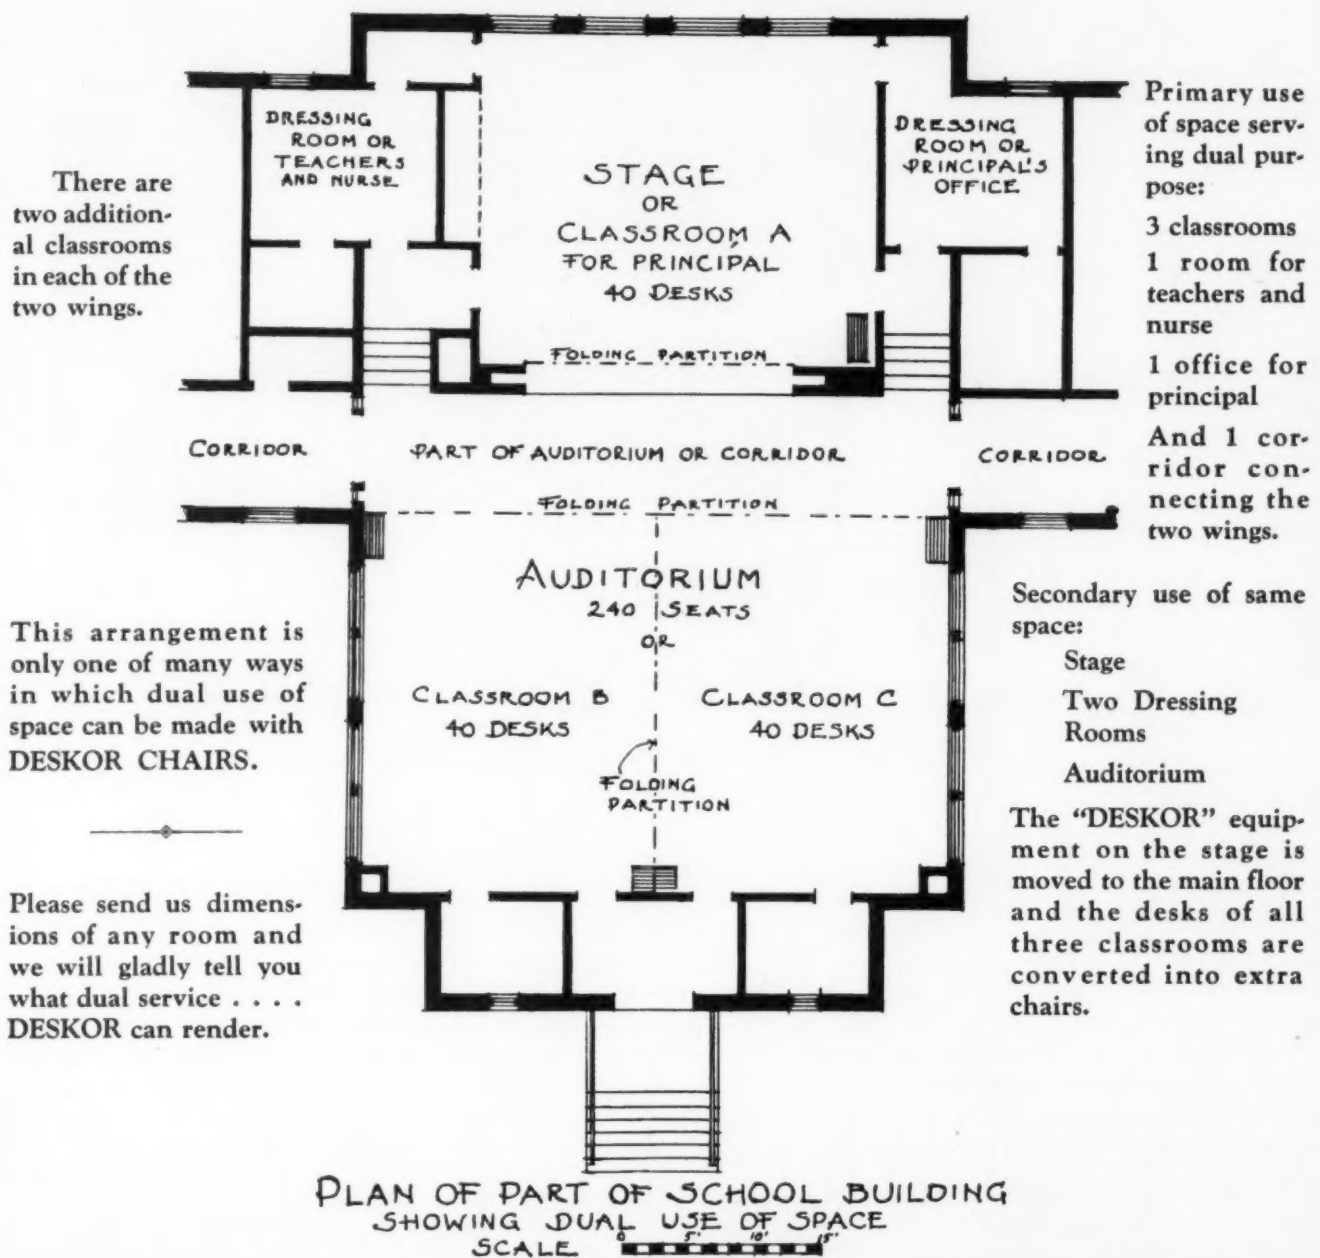 There are
two addition-
al classrooms
in each of the
two wings.
This arrangement is
only one of many ways
in which dual use of
space can be made with
DESKOR CHAIRS.
Please send us dimens-
ions of any room and
we will gladly tell you
what dual service . . . .
DESKOR can render.
DRESSING
ROOM OR
TEACHERS
AND NURSE
STAGE
OR
CLASSROOM A
FOR PRINCIPAL
40 DESKS
DRESSING
ROOM OR
PRINCIPAL'S
OFFICE
FOLDING PARTITION
CORRIDOR
PART OF AUDITORIUM OR CORRIDOR
CORRIDOR
FOLDING PARTITION
AUDITORIUM
240 SEATS
OR
CLASSROOM B
40 DESKS
CLASSROOM C
40 DESKS
FOLDING
PARTITION
Primary use
of space serv-
ing dual pur-
pose:
3 classrooms
1 room for
teachers and
nurse
1 office for
principal
And 1 cor-
ridor con-
necting the
two wings.
Secondary use of same
space:
Stage
Two Dressing
Rooms
Auditorium
The “DESKOR” equip-
ment on the stage is
moved to the main floor
and the desks of all
three classrooms are
converted into extra
chairs.
PLAN OF PART OF SCHOOL BUILDING
SHOWING DUAL USE OF SPACE
SCALE 0 5' 10' 15'